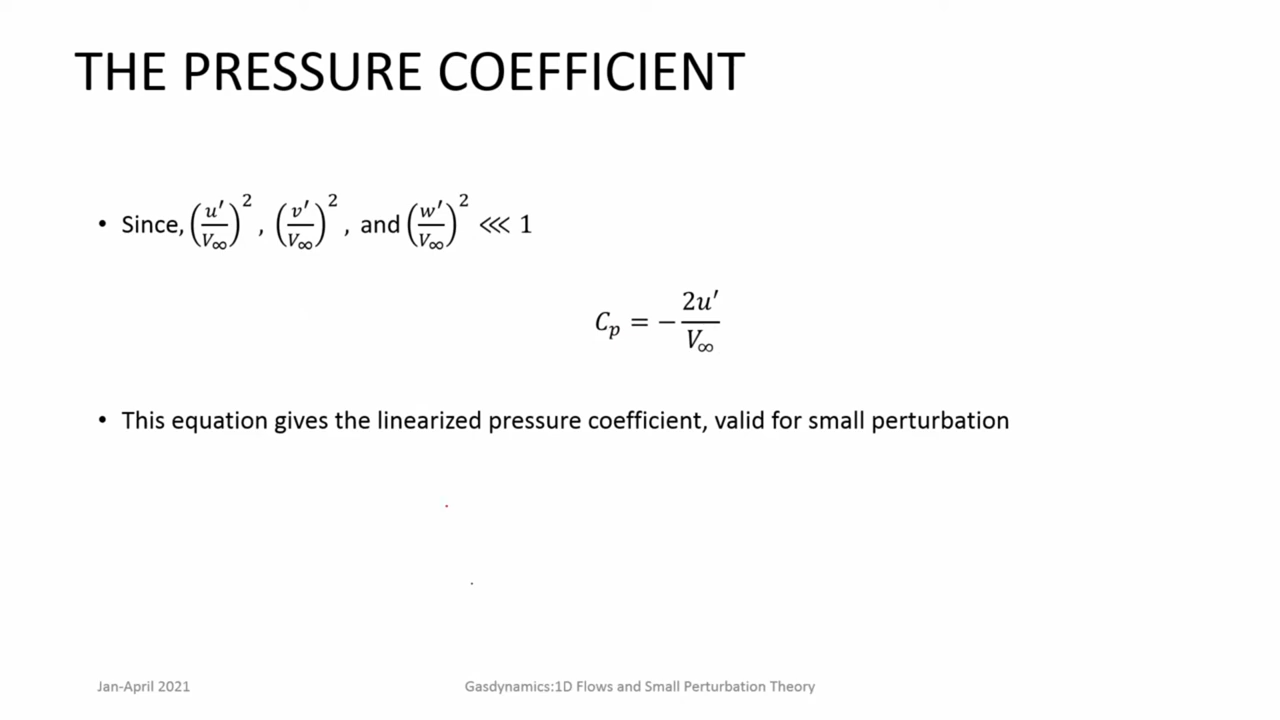 THE PRESSURE COEFFICIENT
• Since, (u′/V∞)², (v′/V∞)², and (w′/V∞)² ⋘ 1
Cₚ = −2u′/V∞
• This equation gives the linearized pressure coefficient, valid for small perturbation
Jan-April 2021
Gasdynamics:1D Flows and Small Perturbation Theory